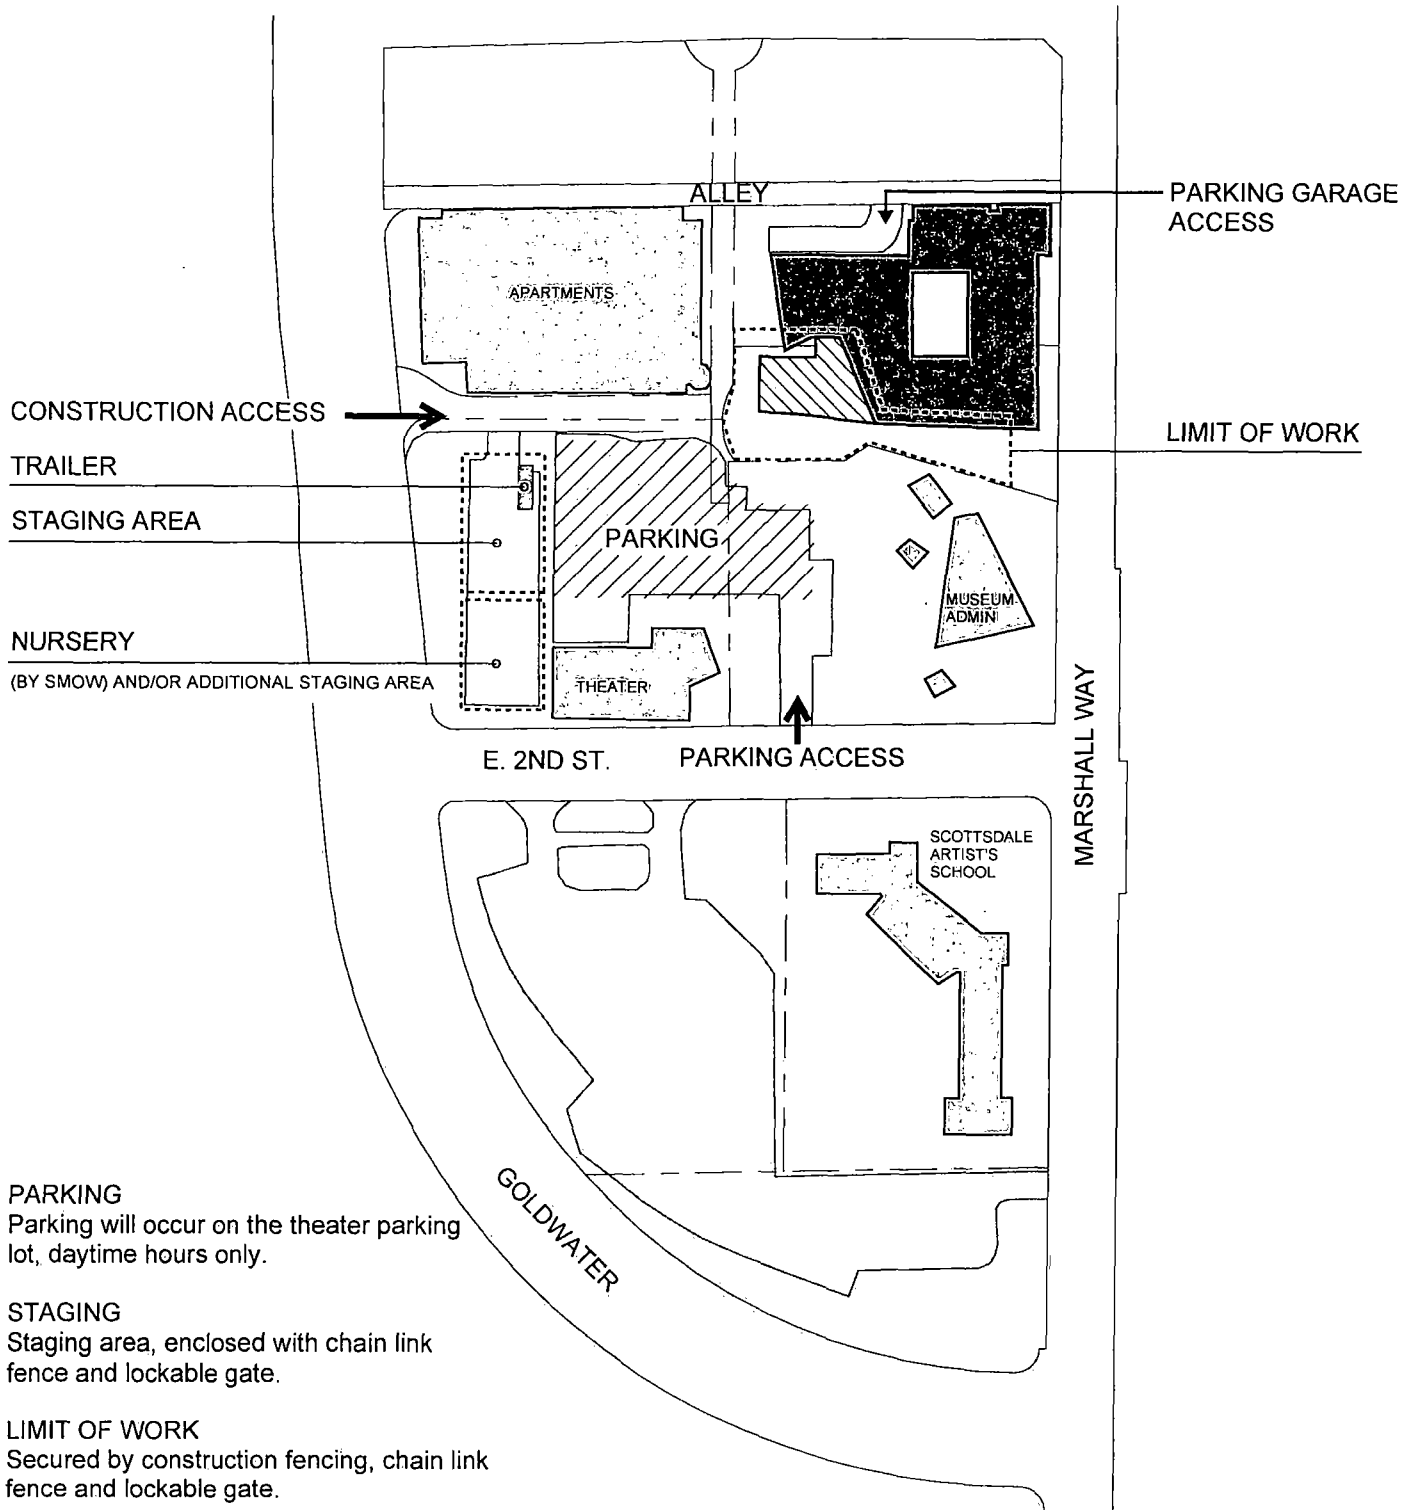 ALLEY
PARKING GARAGE
ACCESS
APARTMENTS
CONSTRUCTION ACCESS
LIMIT OF WORK
TRAILER
STAGING AREA
PARKING
MUSEUM
ADMIN
NURSERY
(BY SMOW) AND/OR ADDITIONAL STAGING AREA
THEATER
E. 2ND ST.
PARKING ACCESS
MARSHALL WAY
SCOTTSDALE
ARTIST'S
SCHOOL
GOLDWATER
PARKING
Parking will occur on the theater parking
lot, daytime hours only.
STAGING
Staging area, enclosed with chain link
fence and lockable gate.
LIMIT OF WORK
Secured by construction fencing, chain link
fence and lockable gate.